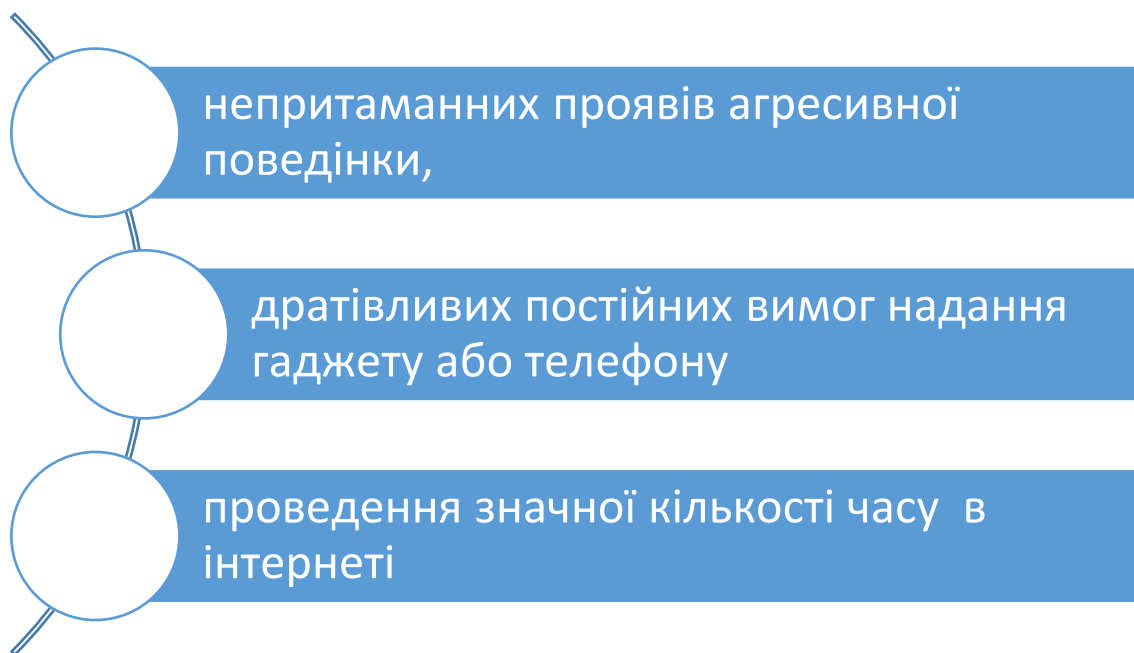 непритаманних проявів агресивної
поведінки,
дратівливих постійних вимог надання
гаджету або телефону
проведення значної кількості часу  в
інтернеті